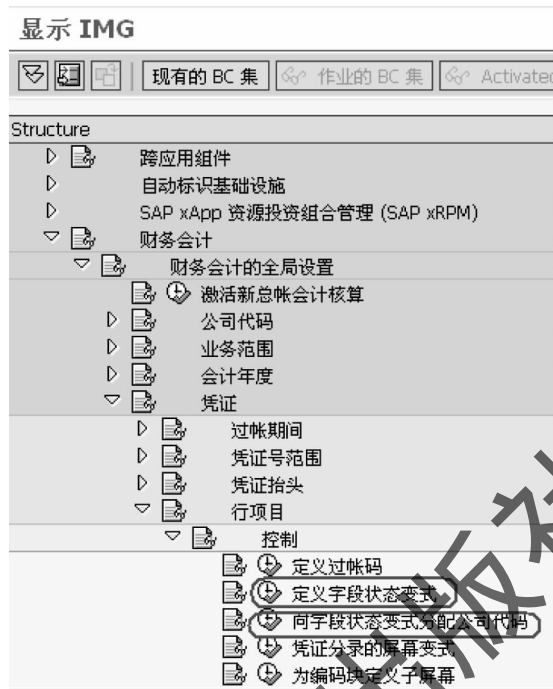 显示 IMG
现有的 BC 集 作业的 BC 集 Activated
Structure
跨应用组件
自动标识基础设施
SAP xApp 资源投资组合管理 (SAP xRPM)
财务会计
财务会计的全局设置
激活新总帐会计核算
公司代码
业务范围
会计年度
凭证
过帐期间
凭证号范围
凭证抬头
行项目
控制
定义过帐码
定义字段状态变式
向字段状态变式分配公司代码
凭证分录的屏幕变式
为编码块定义子屏幕
出版社